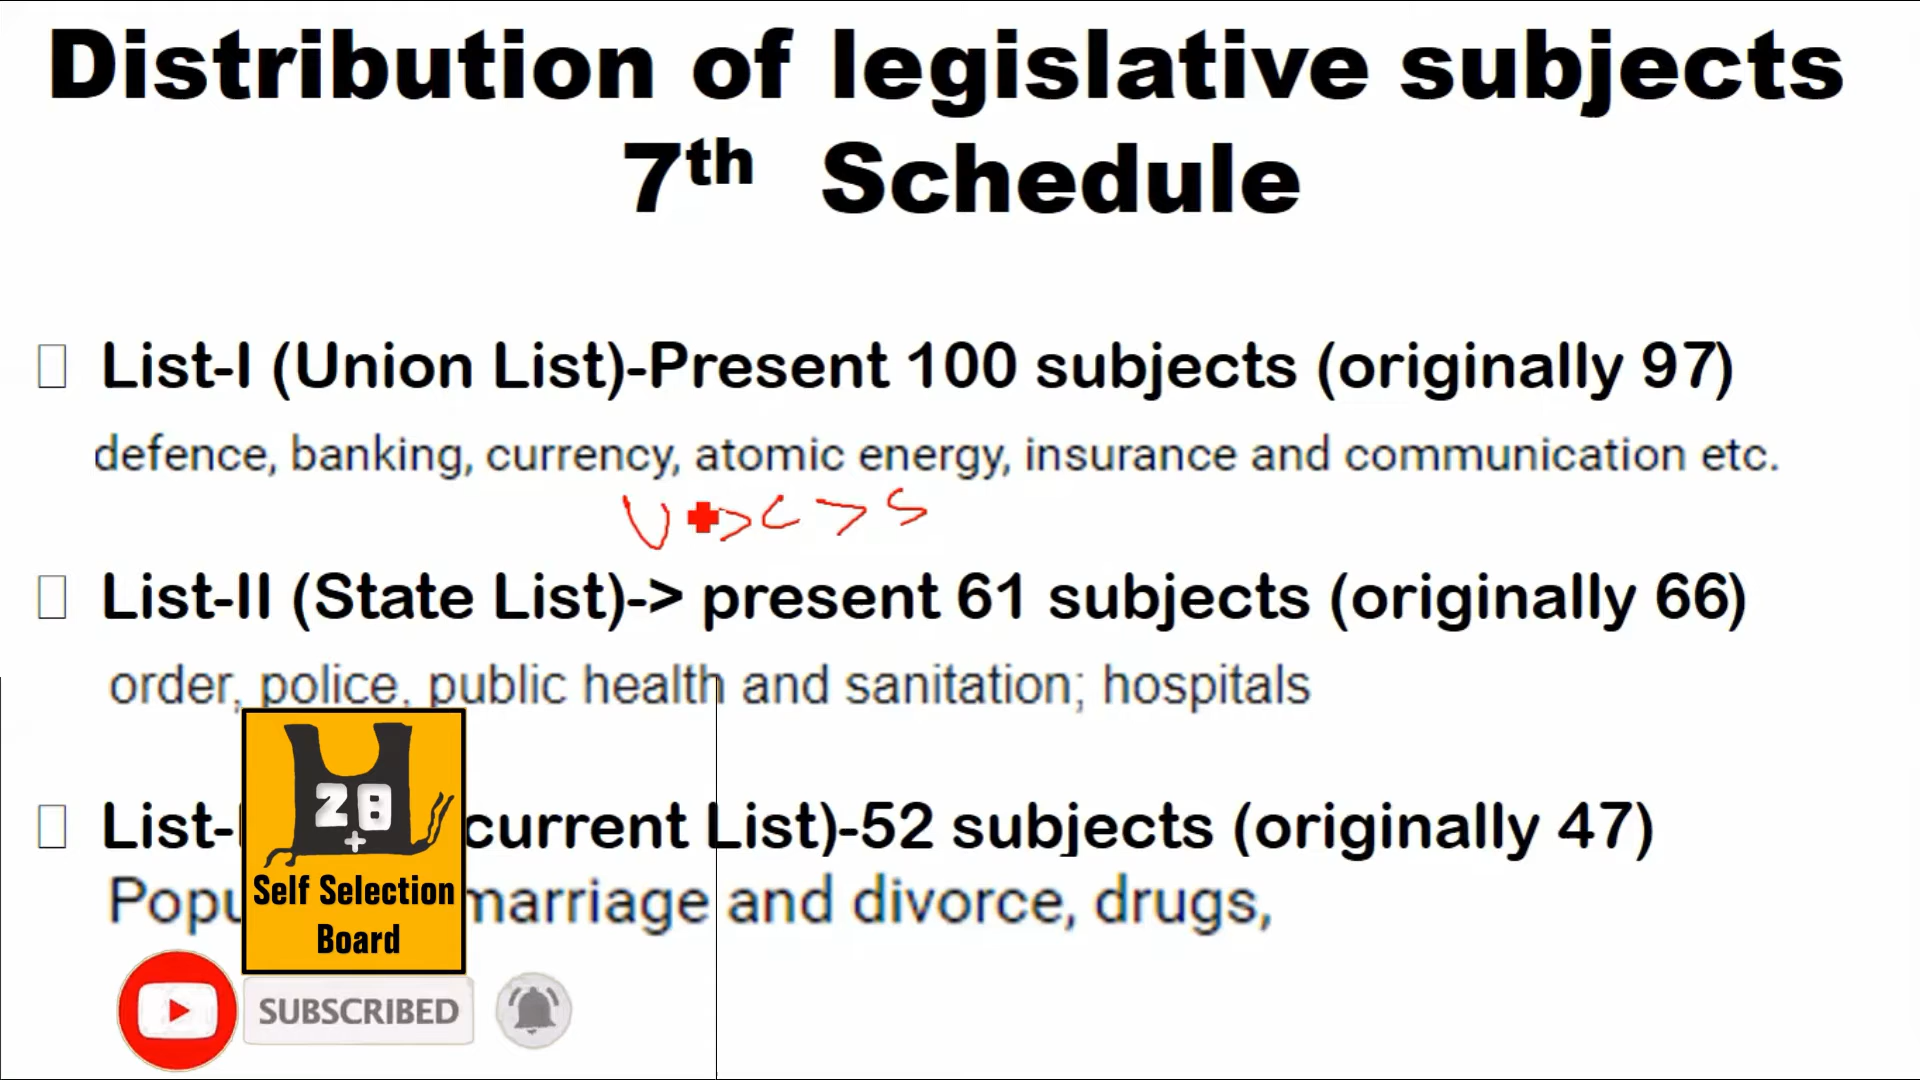 Distribution of legislative subjects
7th Schedule
List-I (Union List)-Present 100 subjects (originally 97)
defence, banking, currency, atomic energy, insurance and communication etc.
U > C > S
List-II (State List)-> present 61 subjects (originally 66)
order, police, public health and sanitation; hospitals
List- current List)-52 subjects (originally 47)
marriage and divorce, drugs,
28
+
Self Selection
Board
SUBSCRIBED